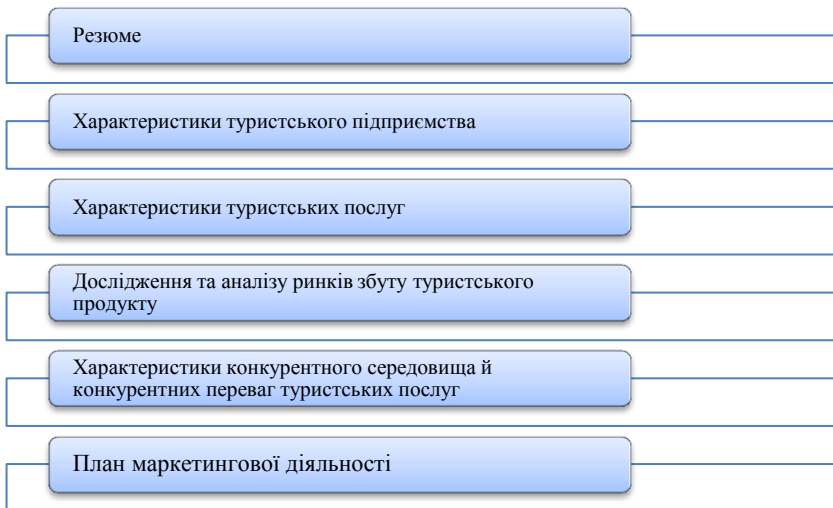 Резюме
Характеристики туристського підприємства
Характеристики туристських послуг
Дослідження та аналізу ринків збуту туристського
продукту
Характеристики конкурентного середовища й
конкурентних переваг туристських послуг
План маркетингової діяльності